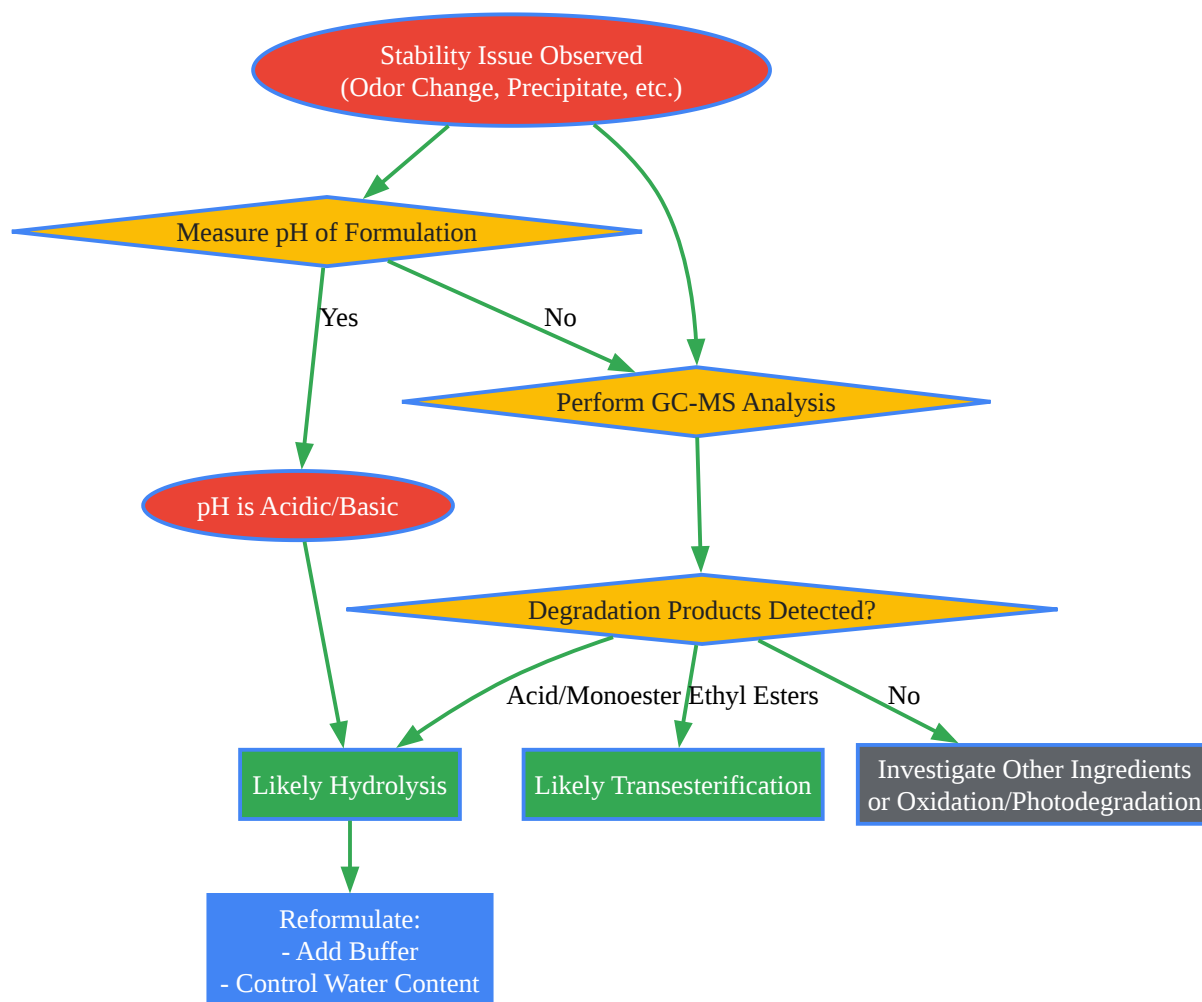 Stability Issue Observed
(Odor Change, Precipitate, etc.)
Measure pH of Formulation
Yes
No
Perform GC-MS Analysis
pH is Acidic/Basic
Degradation Products Detected?
Acid/Monoester
Ethyl Esters
No
Likely Hydrolysis
Likely Transesterification
Investigate Other Ingredients
or Oxidation/Photodegradation
Reformulate:
- Add Buffer
- Control Water Content